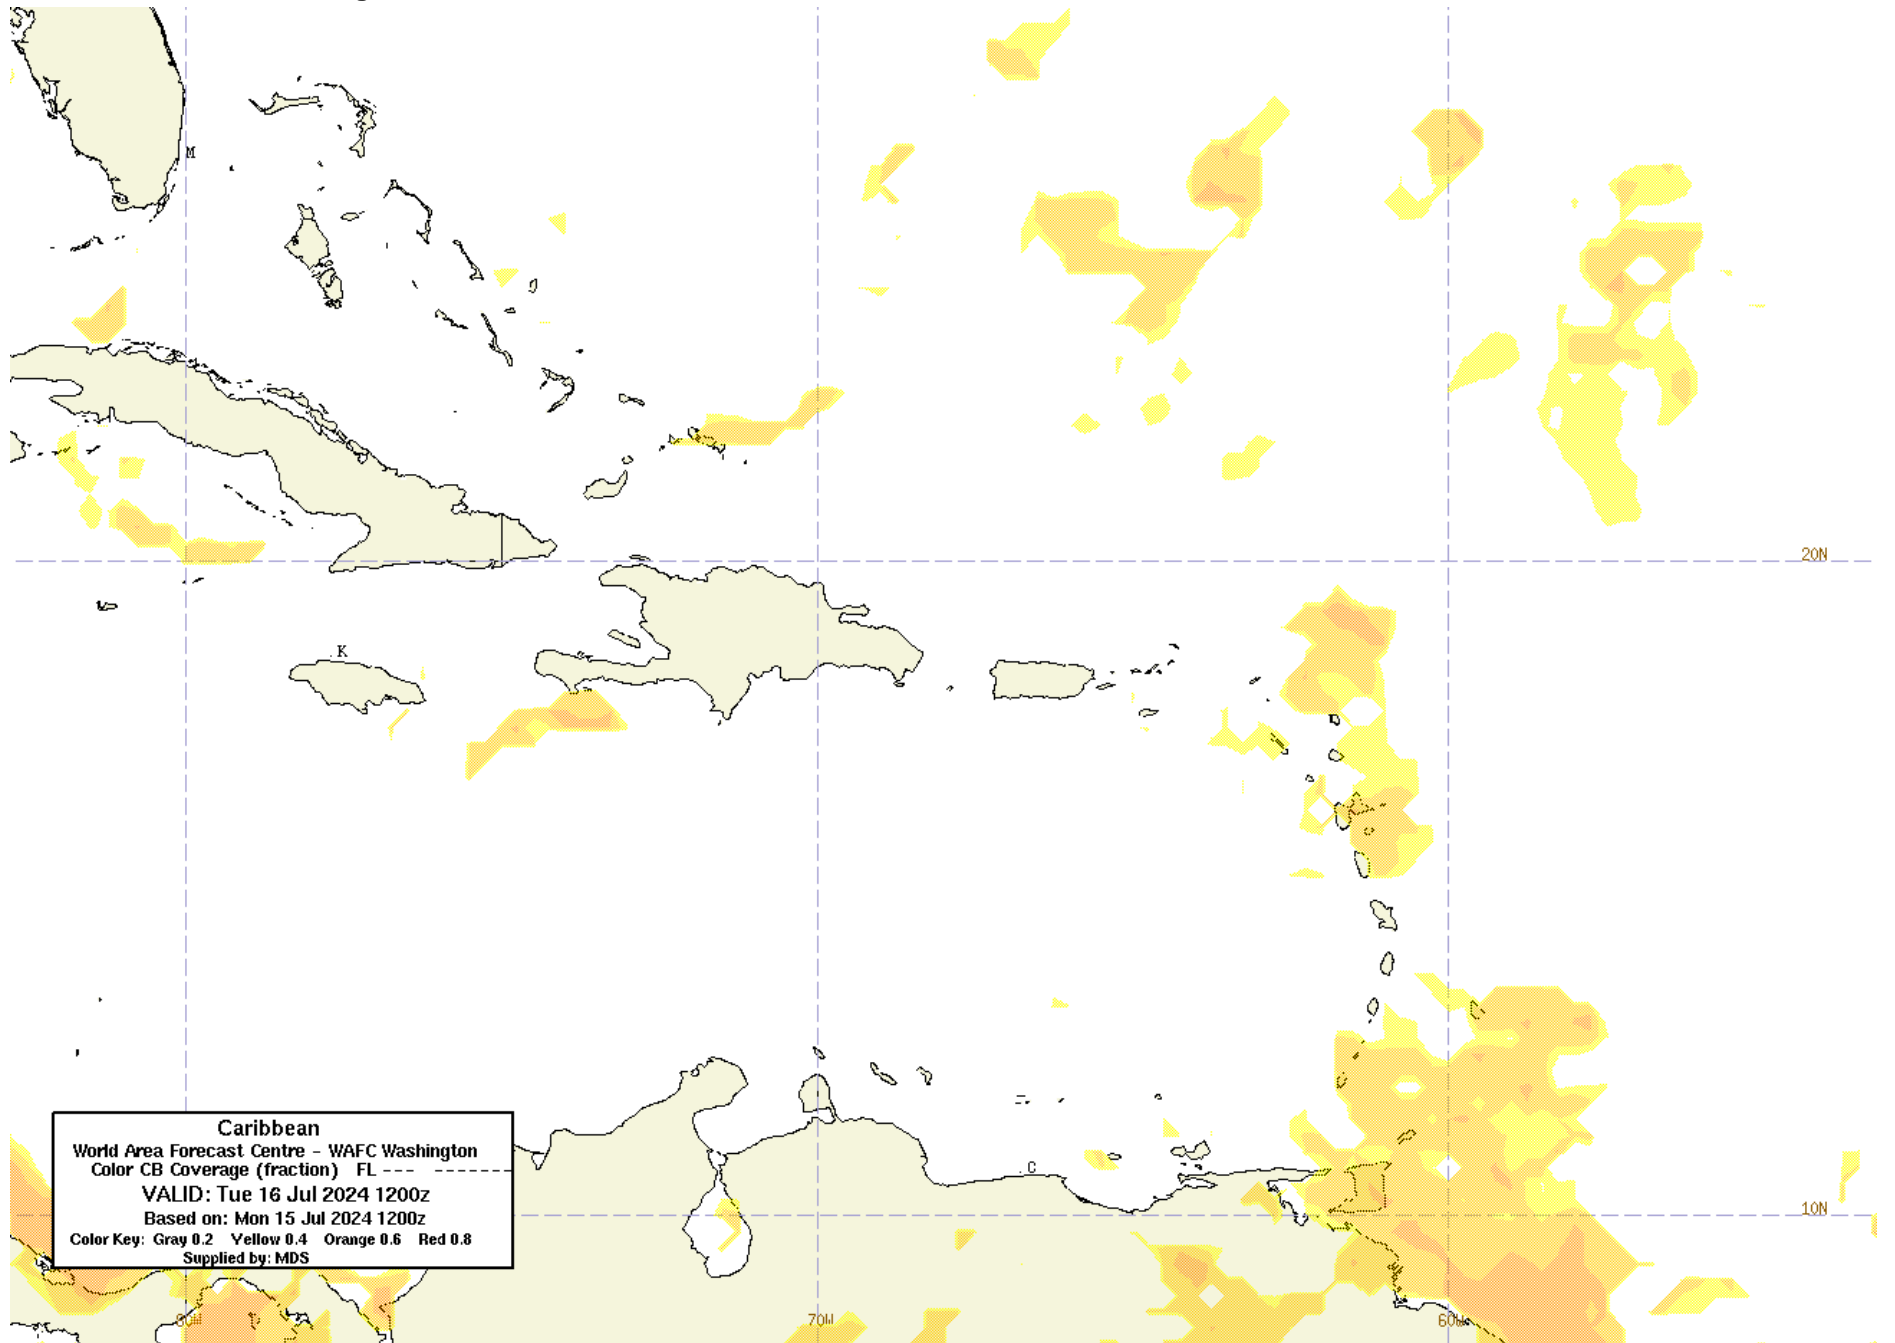 M
20N
K
C
Caribbean
World Area Forecast Centre - WAFC Washington
Color CB Coverage (fraction) FL --- --------
VALID: Tue 16 Jul 2024 1200z
Based on: Mon 15 Jul 2024 1200z
Color Key: Gray 0.2 Yellow 0.4 Orange 0.6 Red 0.8
Supplied by: MDS
10N
80W
70W
60W